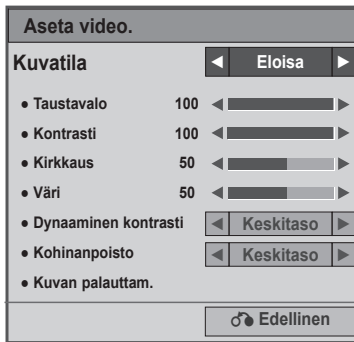 Aseta video.
Kuvatila Eloisa
• Taustavalo 100
• Kontrasti 100
• Kirkkaus 50
• Väri 50
• Dynaaminen kontrasti Keskitaso
• Kohinanpoisto Keskitaso
• Kuvan palauttam.
Edellinen